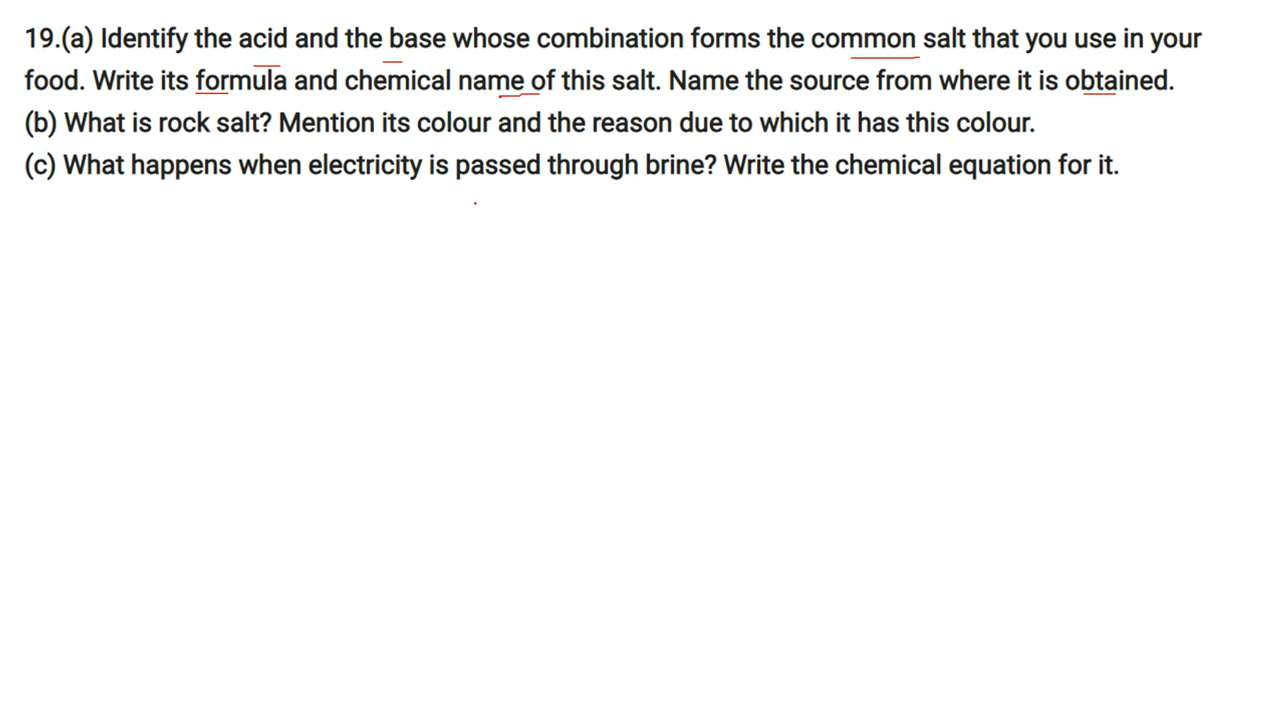 19.(a) Identify the acid and the base whose combination forms the common salt that you use in your
food. Write its formula and chemical name of this salt. Name the source from where it is obtained.
(b) What is rock salt? Mention its colour and the reason due to which it has this colour.
(c) What happens when electricity is passed through brine? Write the chemical equation for it.